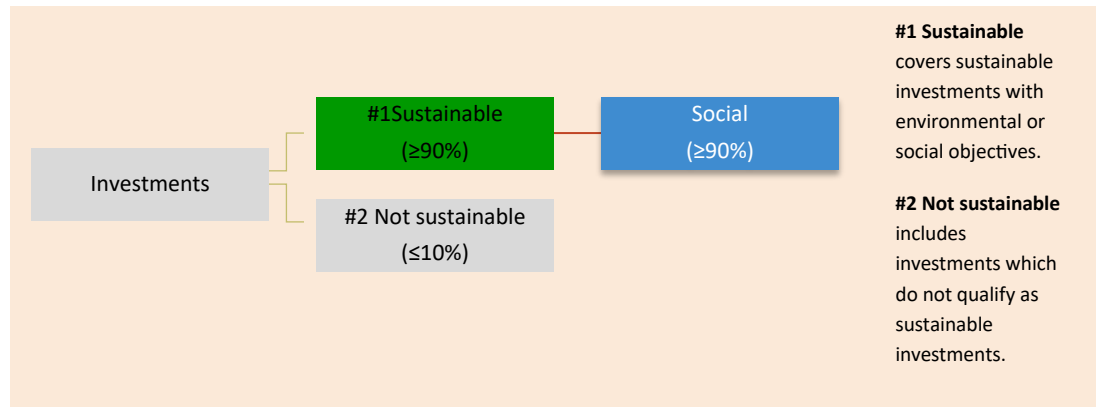 Investments
#1Sustainable
(≥90%)
Social
(≥90%)
#2 Not sustainable
(≤10%)
#1 Sustainable
covers sustainable
investments with
environmental or
social objectives.
#2 Not sustainable
includes
investments which
do not qualify as
sustainable
investments.